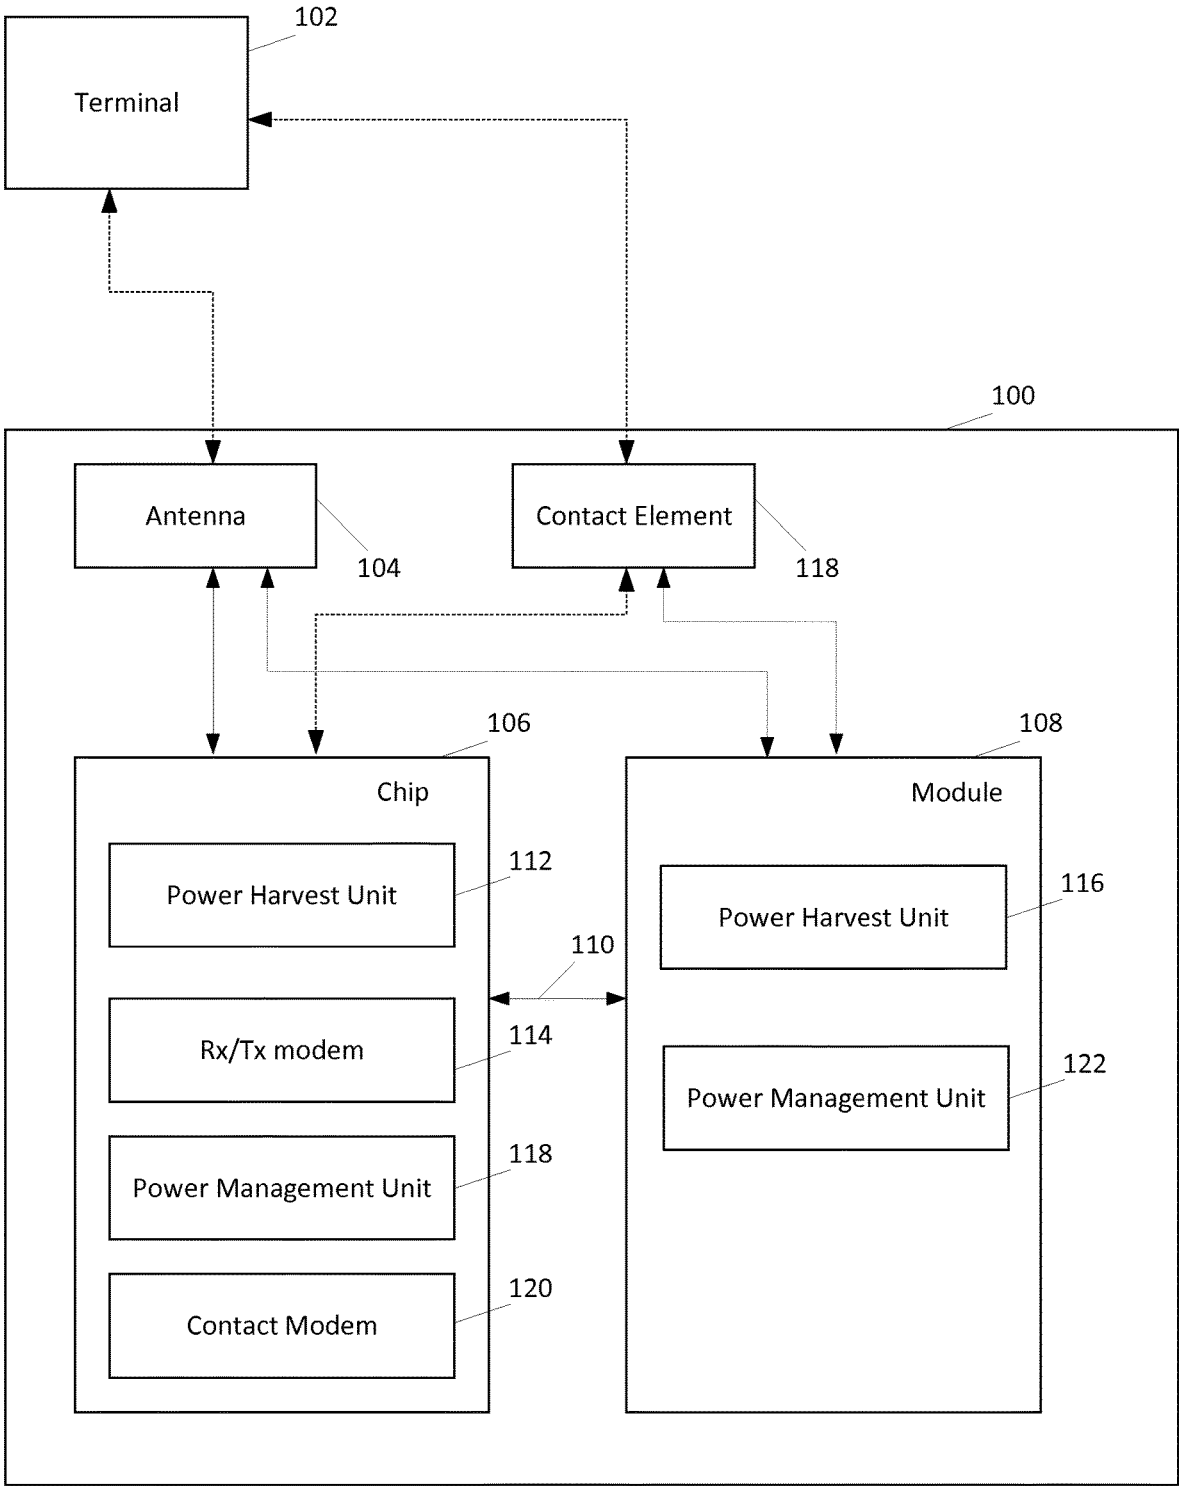 102
Terminal
100
Antenna
Contact Element
104
118
106
108
Chip
Module
112
Power Harvest Unit
116
Power Harvest Unit
110
114
Rx/Tx modem
122
Power Management Unit
118
Power Management Unit
120
Contact Modem